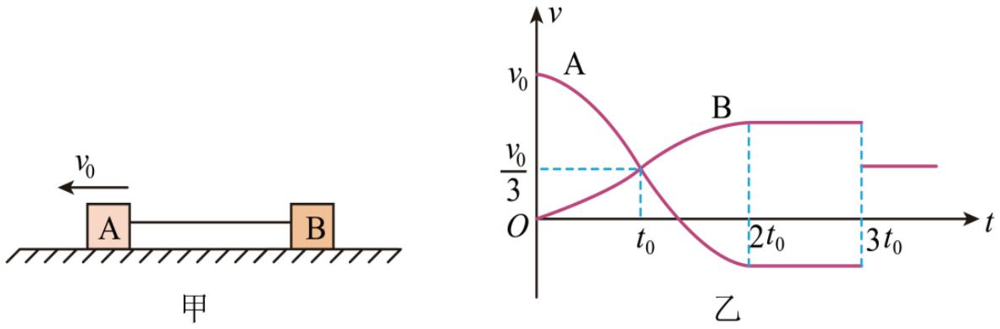 v₀
A
B
甲
v
v₀
A
B
v₀/3
O
t₀
2t₀
3t₀
t
乙